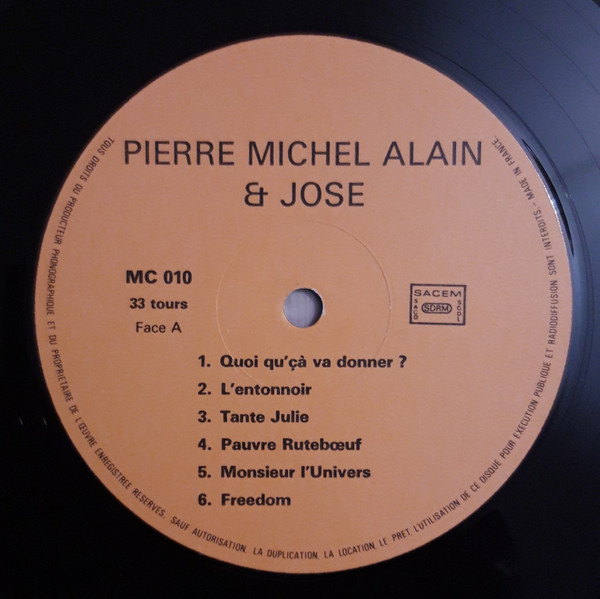 PIERRE MICHEL ALAIN
& JOSE
MC 010
33 tours
Face A
SACEM
SACD
SDRM
SGDL
1. Quoi qu'çà va donner ?
2. L'entonnoir
3. Tante Julie
4. Pauvre Rutebœuf
5. Monsieur l'Univers
6. Freedom
TOUS DROITS DU PRODUCTEUR PHONOGRAPHIQUE ET DU PROPRIETAIRE DE L'ŒUVRE ENREGISTREE RESERVES. SAUF AUTORISATION, LA DUPLICATION, LA LOCATION, LE PRET, L'UTILISATION DE CE DISQUE POUR EXECUTION PUBLIQUE ET RADIODIFFUSION SONT INTERDITS. - MADE IN FRANCE.